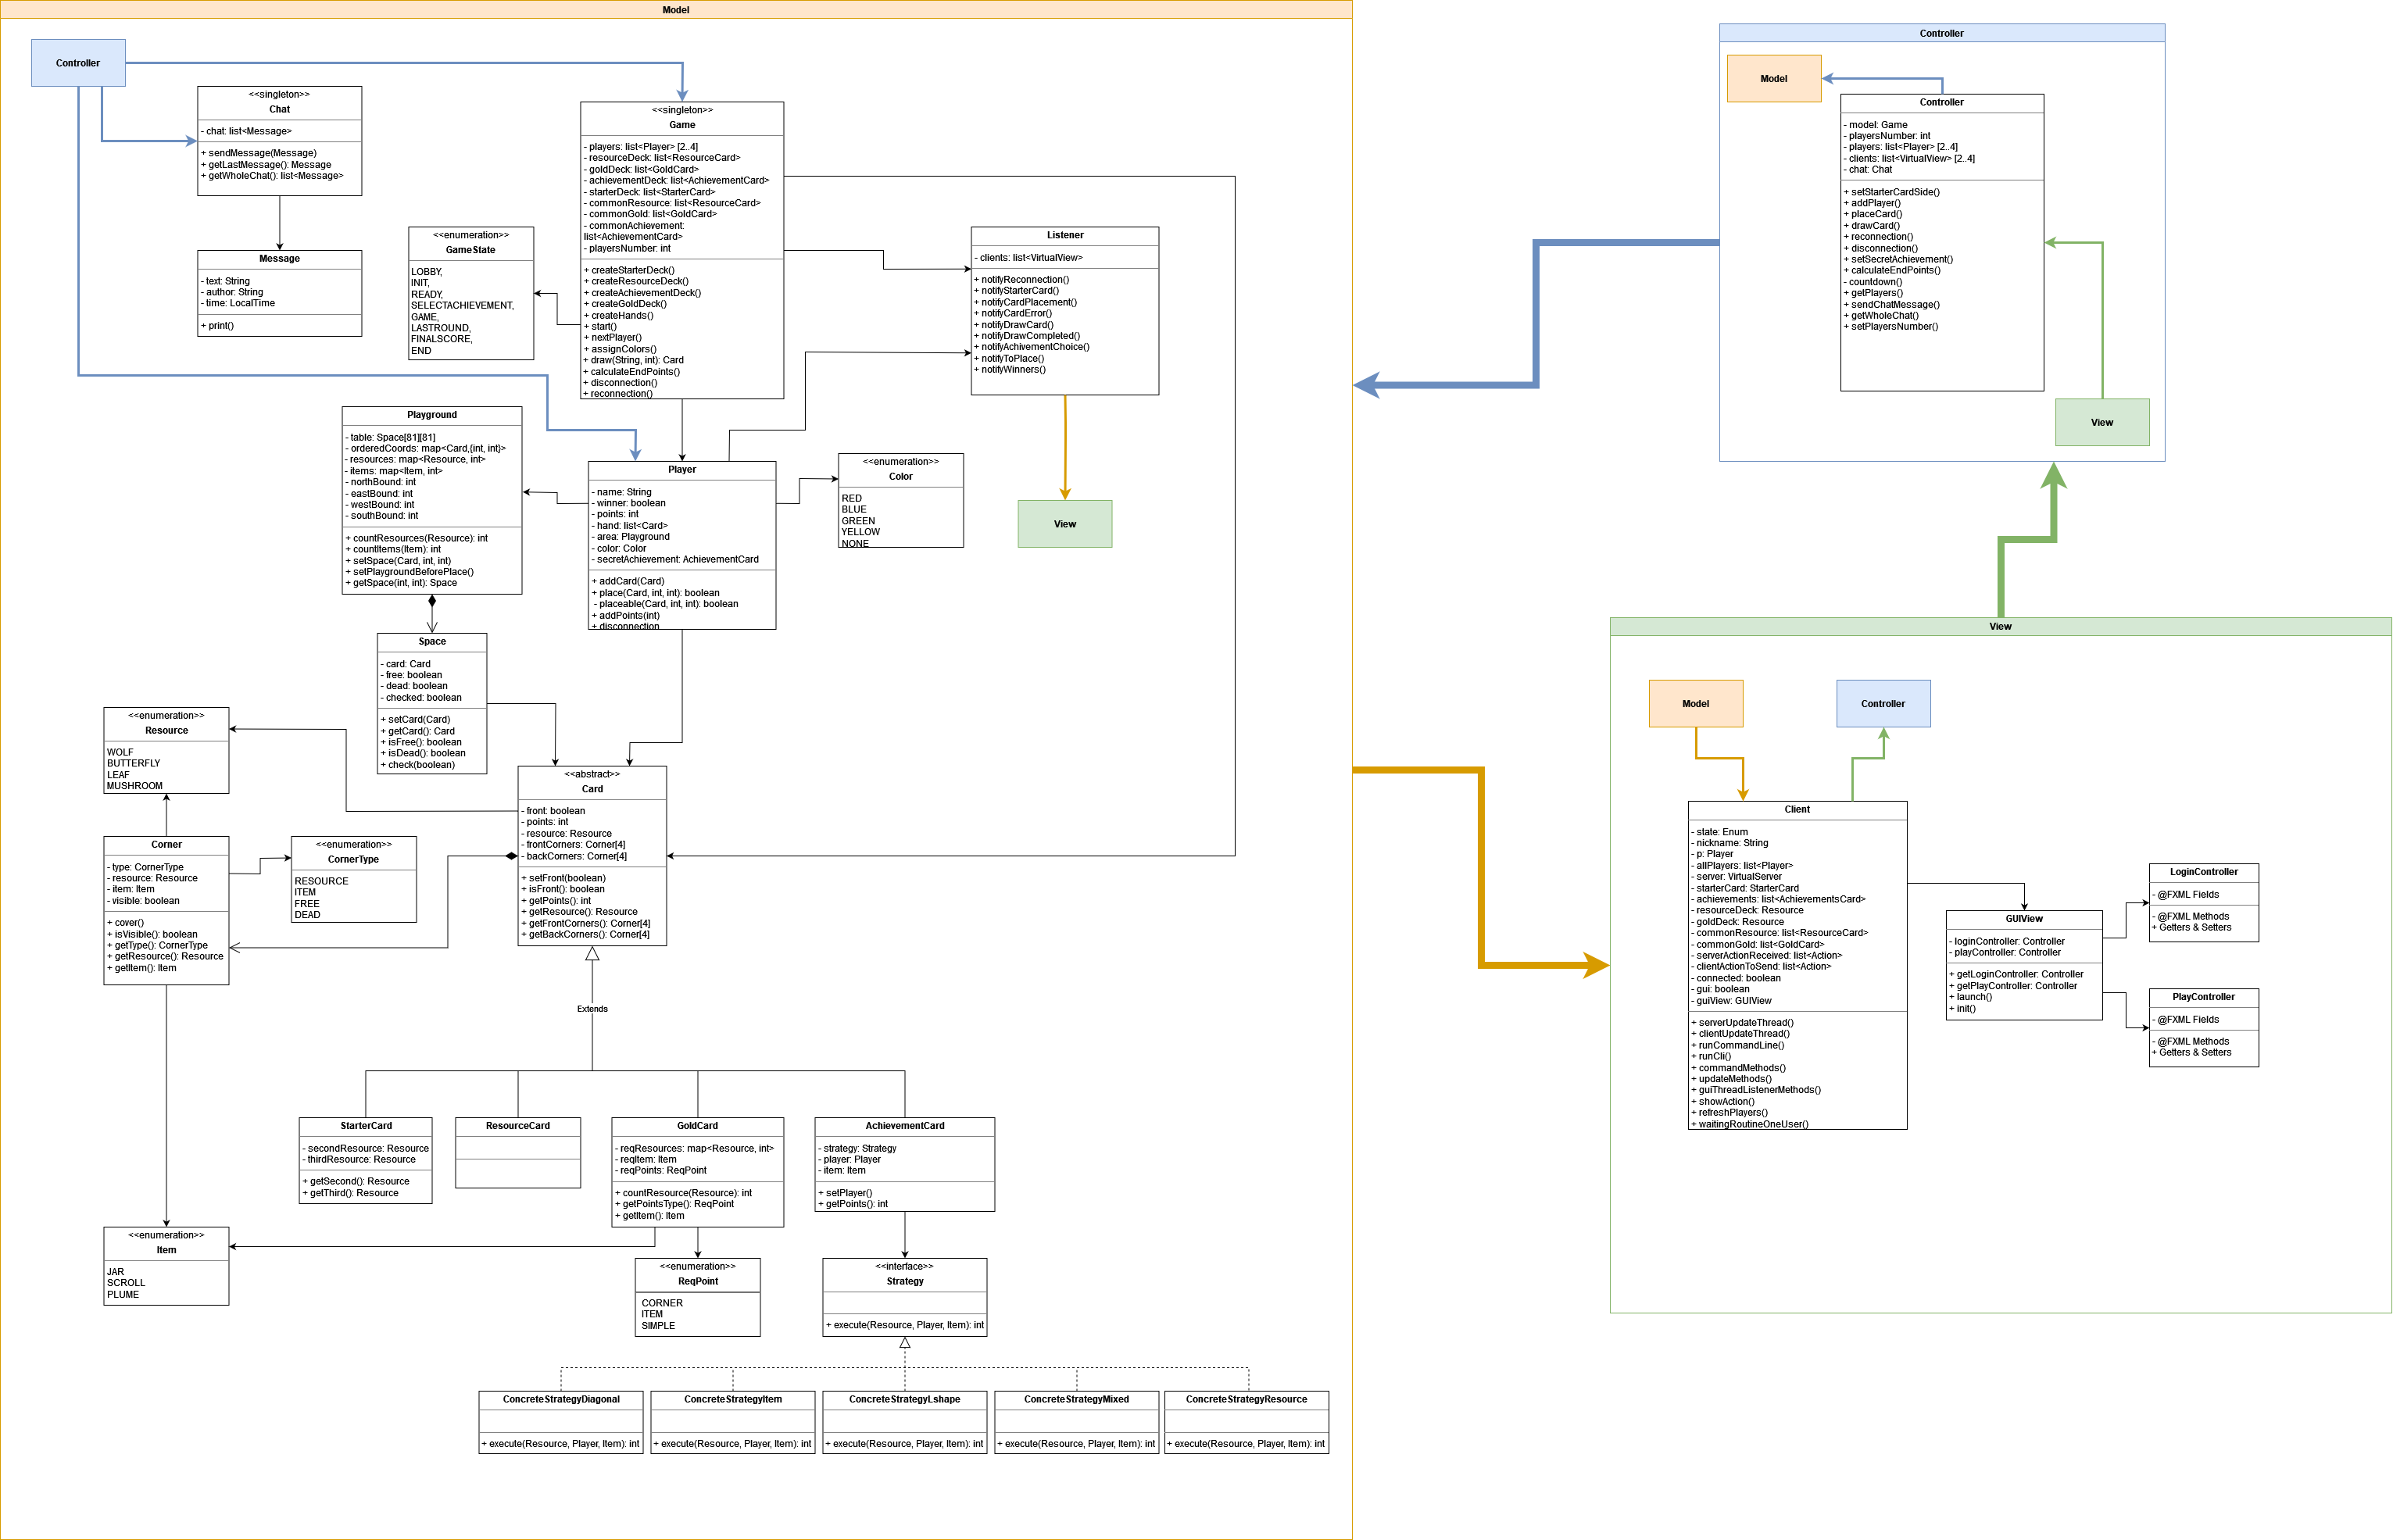 Model
Controller
<<singleton>>
Chat
- chat: list<Message>
+ sendMessage(Message)
+ getLastMessage(): Message
+ getWholeChat(): list<Message>
Message
- text: String
- author: String
- time: LocalTime
+ print()
<<singleton>>
Game
- players: list<Player> [2..4]
- resourceDeck: list<ResourceCard>
- goldDeck: list<GoldCard>
- achievementDeck: list<AchievementCard>
- starterDeck: list<StarterCard>
- commonResource: list<ResourceCard>
- commonGold: list<GoldCard>
- commonAchievement:
list<AchievementCard>
- playersNumber: int
+ createStarterDeck()
+ createResourceDeck()
+ createAchievementDeck()
+ createGoldDeck()
+ createHands()
+ start()
+ nextPlayer()
+ assignColors()
+ draw(String, int): Card
+ calculateEndPoints()
+ disconnection()
+ reconnection()
<<enumeration>>
GameState
LOBBY,
INIT,
READY,
SELECTACHIEVEMENT,
GAME,
LASTROUND,
FINALSCORE,
END
Listener
- clients: list<VirtualView>
+ notifyReconnection()
+ notifyStarterCard()
+ notifyCardPlacement()
+ notifyCardError()
+ notifyDrawCard()
+ notifyDrawCompleted()
+ notifyAchivementChoice()
+ notifyToPlace()
+ notifyWinners()
View
Playground
- table: Space[81][81]
- orderedCoords: map<Card,{int, int}>
- resources: map<Resource, int>
- items: map<Item, int>
- northBound: int
- eastBound: int
- westBound: int
- southBound: int
+ countResources(Resource): int
+ countItems(Item): int
+ setSpace(Card, int, int)
+ setPlaygroundBeforePlace()
+ getSpace(int, int): Space
Player
- name: String
- winner: boolean
- points: int
- hand: list<Card>
- area: Playground
- color: Color
- secretAchievement: AchievementCard
+ addCard(Card)
+ place(Card, int, int): boolean
- placeable(Card, int, int): boolean
+ addPoints(int)
+ disconnection
<<enumeration>>
Color
RED
BLUE
GREEN
YELLOW
NONE
Space
- card: Card
- free: boolean
- dead: boolean
- checked: boolean
+ setCard(Card)
+ getCard(): Card
+ isFree(): boolean
+ isDead(): boolean
+ check(boolean)
<<enumeration>>
Resource
WOLF
BUTTERFLY
LEAF
MUSHROOM
<<abstract>>
Card
- front: boolean
- points: int
- resource: Resource
- frontCorners: Corner[4]
- backCorners: Corner[4]
+ setFront(boolean)
+ isFront(): boolean
+ getPoints(): int
+ getResource(): Resource
+ getFrontCorners(): Corner[4]
+ getBackCorners(): Corner[4]
Corner
- type: CornerType
- resource: Resource
- item: Item
- visible: boolean
+ cover()
+ isVisible(): boolean
+ getType(): CornerType
+ getResource(): Resource
+ getItem(): Item
<<enumeration>>
CornerType
RESOURCE
ITEM
FREE
DEAD
Extends
StarterCard
- secondResource: Resource
- thirdResource: Resource
+ getSecond(): Resource
+ getThird(): Resource
ResourceCard
GoldCard
- reqResources: map<Resource, int>
- reqItem: Item
- reqPoints: ReqPoint
+ countResource(Resource): int
+ getPointsType(): ReqPoint
+ getItem(): Item
AchievementCard
- strategy: Strategy
- player: Player
- item: Item
+ setPlayer()
+ getPoints(): int
<<enumeration>>
Item
JAR
SCROLL
PLUME
<<enumeration>>
ReqPoint
CORNER
ITEM
SIMPLE
<<interface>>
Strategy
+ execute(Resource, Player, Item): int
ConcreteStrategyDiagonal
+ execute(Resource, Player, Item): int
ConcreteStrategyItem
+ execute(Resource, Player, Item): int
ConcreteStrategyLshape
+ execute(Resource, Player, Item): int
ConcreteStrategyMixed
+ execute(Resource, Player, Item): int
ConcreteStrategyResource
+ execute(Resource, Player, Item): int
Controller
Model
Controller
- model: Game
- playersNumber: int
- players: list<Player> [2..4]
- clients: list<VirtualView> [2..4]
- chat: Chat
+ setStarterCardSide()
+ addPlayer()
+ placeCard()
+ drawCard()
+ reconnection()
+ disconnection()
+ setSecretAchievement()
+ calculateEndPoints()
- countdown()
+ getPlayers()
+ sendChatMessage()
+ getWholeChat()
+ setPlayersNumber()
View
View
Model
Controller
Client
- state: Enum
- nickname: String
- p: Player
- allPlayers: list<Player>
- server: VirtualServer
- starterCard: StarterCard
- achievements: list<AchievementsCard>
- resourceDeck: Resource
- goldDeck: Resource
- commonResource: list<ResourceCard>
- commonGold: list<GoldCard>
- serverActionReceived: list<Action>
- clientActionToSend: list<Action>
- connected: boolean
- gui: boolean
- guiView: GUIView
+ serverUpdateThread()
+ clientUpdateThread()
+ runCommandLine()
+ runCli()
+ commandMethods()
+ updateMethods()
+ guiThreadListenerMethods()
+ showAction()
+ refreshPlayers()
+ waitingRoutineOneUser()
GUIView
- loginController: Controller
- playController: Controller
+ getLoginController: Controller
+ getPlayController: Controller
+ launch()
+ init()
LoginController
- @FXML Fields
- @FXML Methods
+ Getters & Setters
PlayController
- @FXML Fields
- @FXML Methods
+ Getters & Setters